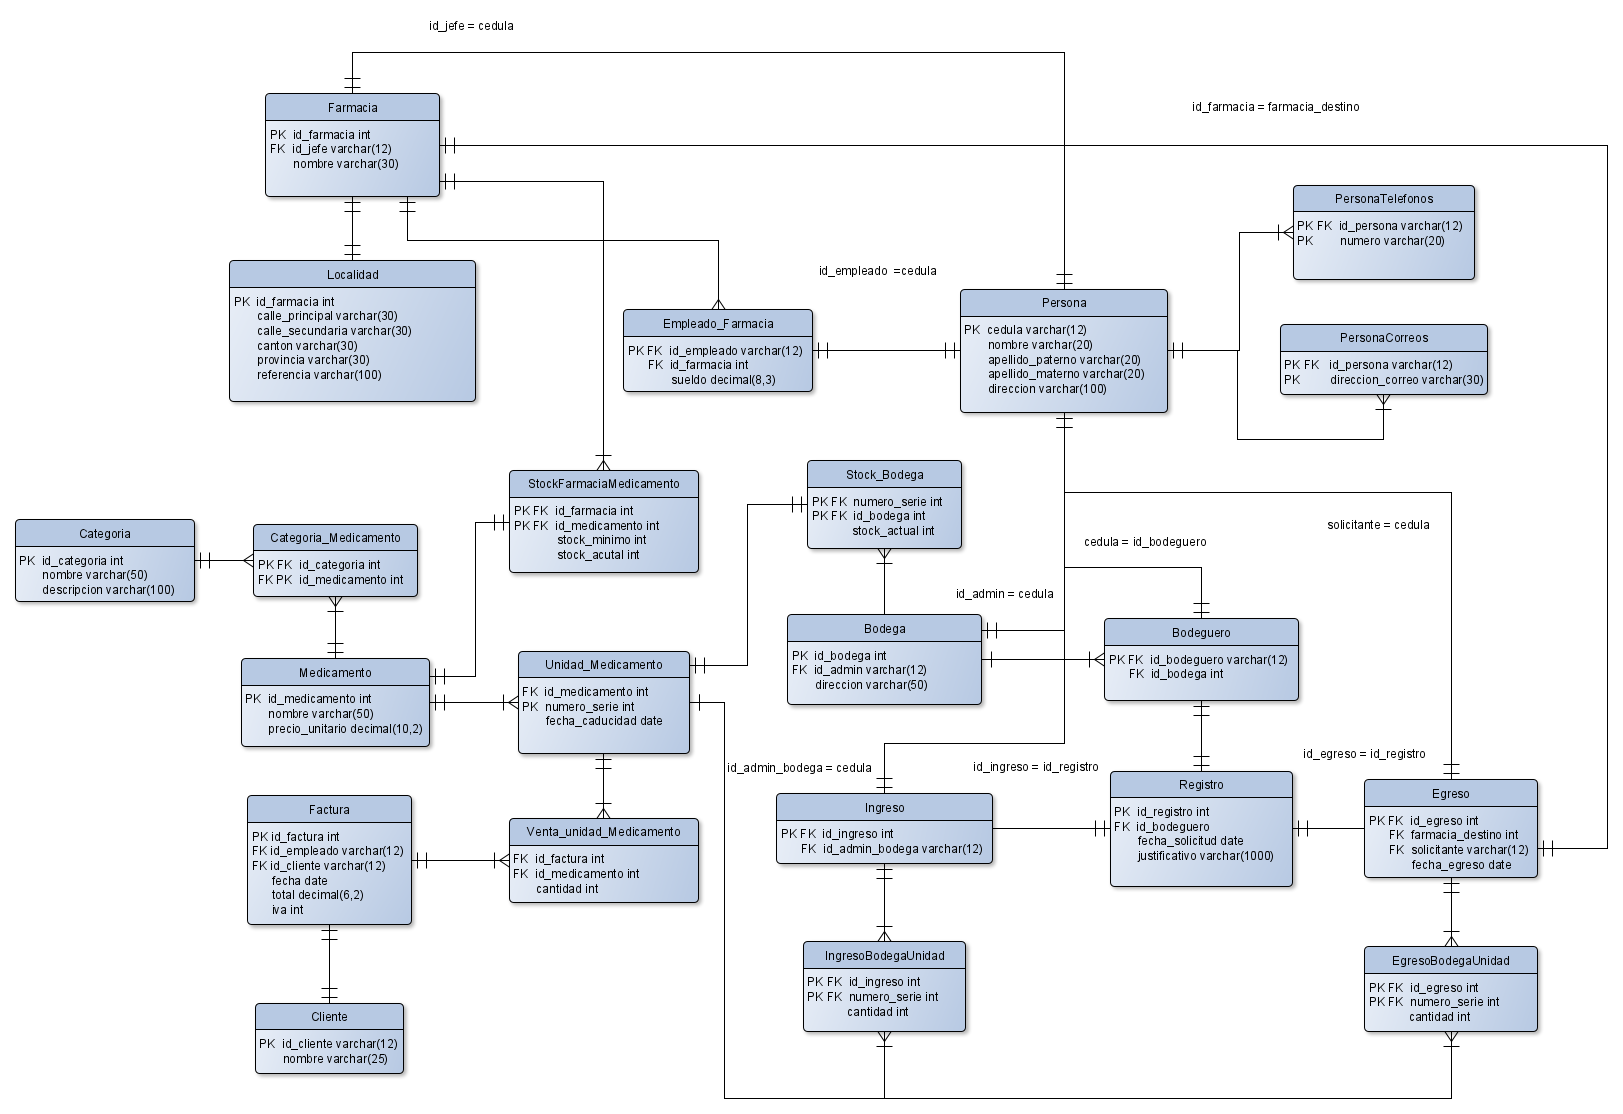 id_jefe = cedula
Farmacia
PK id_farmacia int
FK id_jefe varchar(12)
nombre varchar(30)
id_farmacia = farmacia_destino
PersonaTelefonos
PK FK id_persona varchar(12)
PK numero varchar(20)
Localidad
PK id_farmacia int
calle_principal varchar(30)
calle_secundaria varchar(30)
canton varchar(30)
provincia varchar(30)
referencia varchar(100)
id_empleado =cedula
Empleado_Farmacia
PK FK id_empleado varchar(12)
FK id_farmacia int
sueldo decimal(8,3)
Persona
PK cedula varchar(12)
nombre varchar(20)
apellido_paterno varchar(20)
apellido_materno varchar(20)
direccion varchar(100)
PersonaCorreos
PK FK id_persona varchar(12)
PK direccion_correo varchar(30)
StockFarmaciaMedicamento
PK FK id_farmacia int
PK FK id_medicamento int
stock_minimo int
stock_acutal int
Stock_Bodega
PK FK numero_serie int
PK FK id_bodega int
stock_actual int
solicitante = cedula
cedula = id_bodeguero
Categoria
PK id_categoria int
nombre varchar(50)
descripcion varchar(100)
Categoria_Medicamento
PK FK id_categoria int
FK PK id_medicamento int
id_admin = cedula
Bodega
PK id_bodega int
FK id_admin varchar(12)
direccion varchar(50)
Bodeguero
PK FK id_bodeguero varchar(12)
FK id_bodega int
Medicamento
PK id_medicamento int
nombre varchar(50)
precio_unitario decimal(10,2)
Unidad_Medicamento
FK id_medicamento int
PK numero_serie int
fecha_caducidad date
id_admin_bodega = cedula
id_ingreso = id_registro
id_egreso = id_registro
Factura
PK id_factura int
FK id_empleado varchar(12)
FK id_cliente varchar(12)
fecha date
total decimal(6,2)
iva int
Venta_unidad_Medicamento
FK id_factura int
FK id_medicamento int
cantidad int
Ingreso
PK FK id_ingreso int
FK id_admin_bodega varchar(12)
Registro
PK id_registro int
FK id_bodeguero
fecha_solicitud date
justificativo varchar(1000)
Egreso
PK FK id_egreso int
FK farmacia_destino int
FK solicitante varchar(12)
fecha_egreso date
Cliente
PK id_cliente varchar(12)
nombre varchar(25)
IngresoBodegaUnidad
PK FK id_ingreso int
PK FK numero_serie int
cantidad int
EgresoBodegaUnidad
PK FK id_egreso int
PK FK numero_serie int
cantidad int